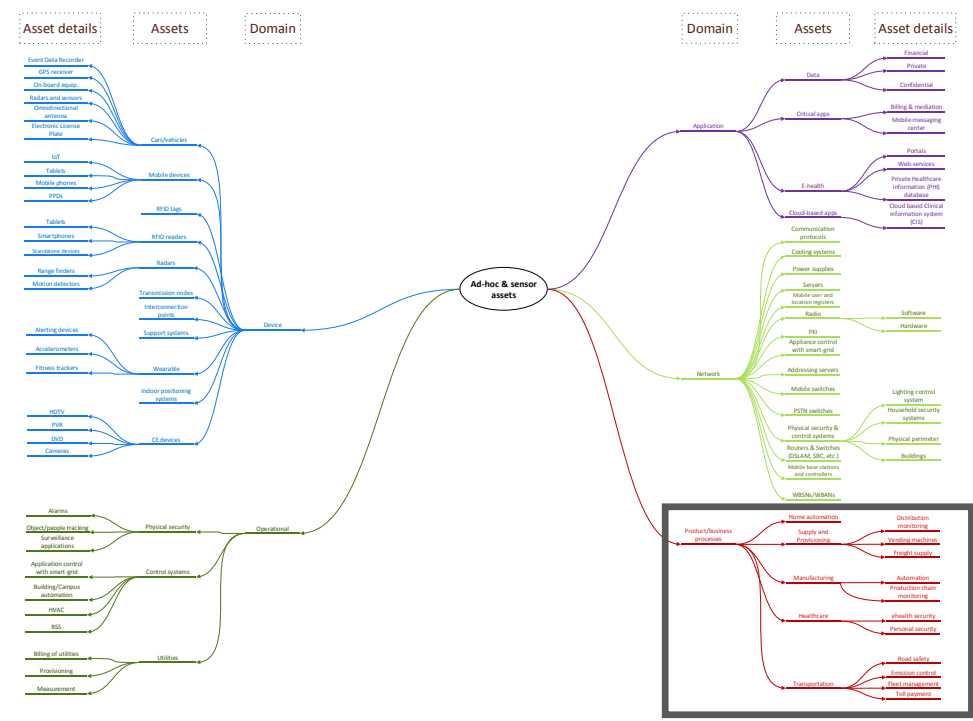 Asset details
Assets
Domain
Domain
Assets
Asset details
Event Data Recorder
GPS receiver
On-board equip.
Radars and sensors
Omnidirectional
antenna
Electronic License
Plate
Cars/vehicles
IoT
Tablets
Mobile phones
PPDs
Mobile devices
RFID tags
Tablets
Smartphones
Standalone devices
RFID readers
Range finders
Motion detectors
Radars
Transmission nodes
Interconnection
points
Support systems
Device
Alerting devices
Accelerometers
Fitness trackers
Wearable
Indoor positioning
systems
HDTV
PVR
DVD
Cameras
CE devices
Alarms
Object/people tracking
Surveillance
applications
Physical security
Operational
Application control
with smart-grid
Building/Campus
automation
HVAC
BSS
Control systems
Billing of utilities
Provisioning
Measurement
Utilities
Ad-hoc & sensor
assets
Application
Data
Financial
Private
Confidential
Critical apps
Billing & mediation
Mobile messaging
center
E-health
Portals
Web-services
Private Healthcare
Information (PHI)
database
Cloud-based apps
Cloud based Clinical
information system
(CIS)
Network
Communication
protocols
Cooling systems
Power supplies
Servers
Mobile user and
location registers
Radio
Software
Hardware
PKI
Appliance control
with smart-grid
Addressing servers
Mobile switches
PSTN switches
Physical security &
control systems
Lighting control
system
Household security
systems
Physical perimeter
Buildings
Routers & Switches
(DSLAM, SBC, etc.)
Mobile base stations
and controllers
WBSNs/WBANs
Product/business
processes
Home automation
Supply and
Provisioning
Distribution
monitoring
Vending machines
Freight supply
Manufacturing
Automation
Production chain
monitoring
Healthcare
ehealth security
Personal security
Transportation
Road safety
Emission control
Fleet management
Toll payment